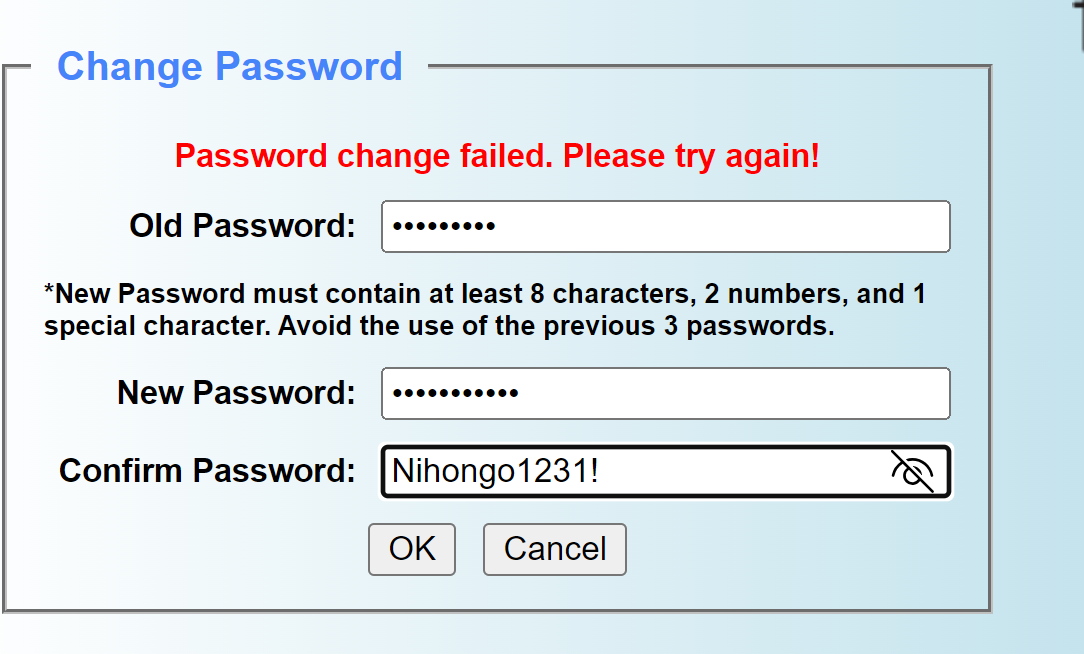 Change Password
Password change failed. Please try again!
Old Password: •••••••••
*New Password must contain at least 8 characters, 2 numbers, and 1
special character. Avoid the use of the previous 3 passwords.
New Password: •••••••••••
Confirm Password: Nihongo1231!
OK Cancel